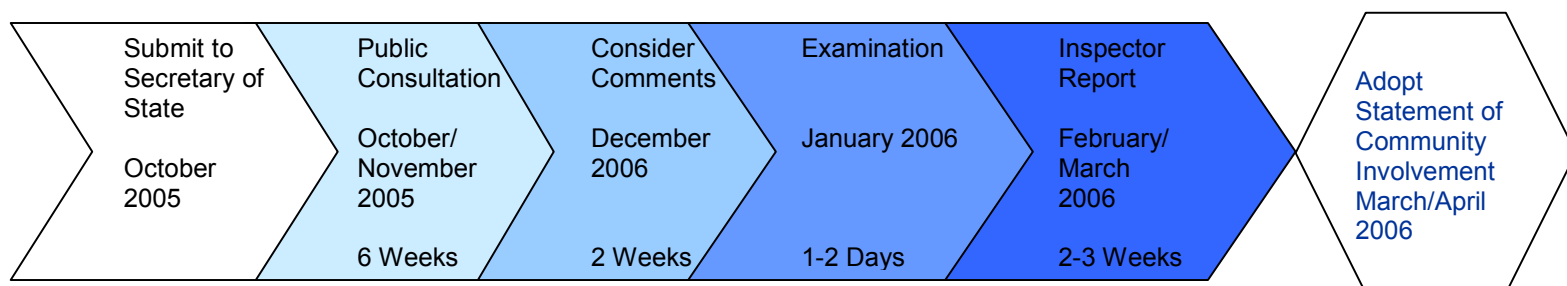 Submit to
Secretary of
State
October
2005
Public
Consultation
October/
November
2005
6 Weeks
Consider
Comments
December
2006
2 Weeks
Examination
January 2006
1-2 Days
Inspector
Report
February/
March
2006
2-3 Weeks
Adopt
Statement of
Community
Involvement
March/April
2006